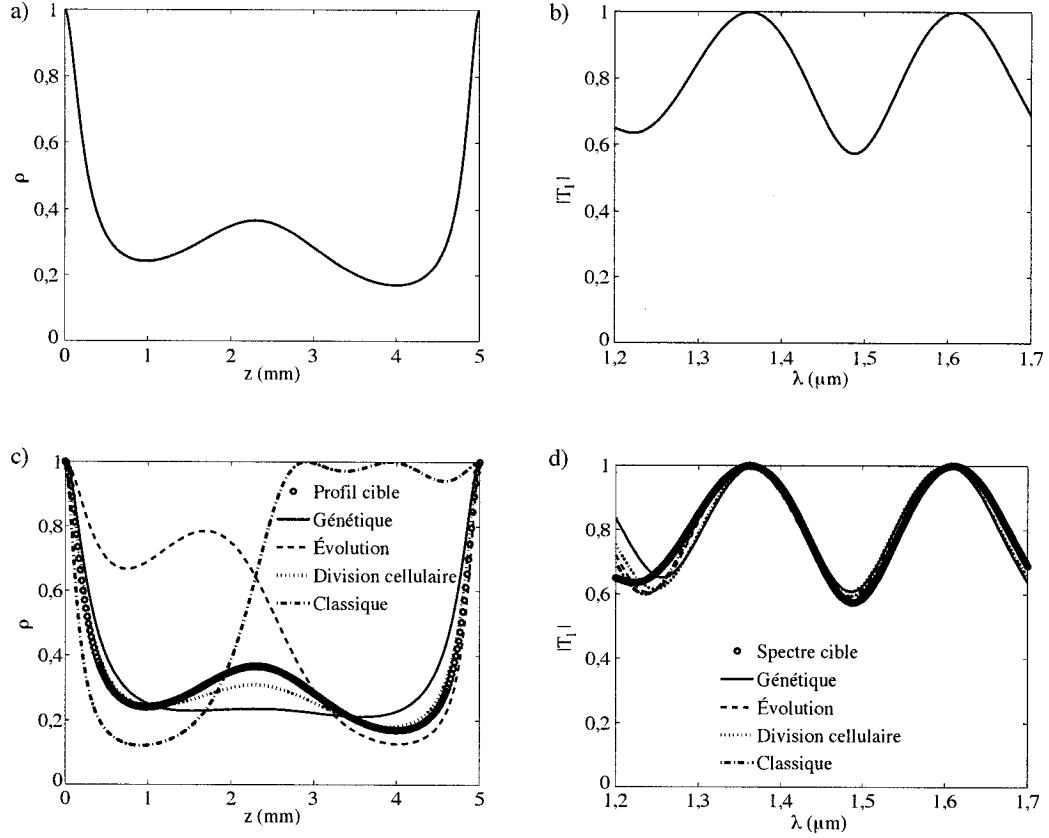 a)
1
0,8
0,6
0,4
0,2
0
ρ
0
1
2
3
4
5
z (mm)
b)
1
0,8
0,6
0,4
0,2
0
|T₁|
1,2
1,3
1,4
1,5
1,6
1,7
λ (μm)
c)
1
0,8
0,6
0,4
0,2
0
ρ
Profil cible
Génétique
Évolution
Division cellulaire
Classique
0
1
2
3
4
5
z (mm)
d)
1
0,8
0,6
0,4
0,2
0
|T₁|
Spectre cible
Génétique
Évolution
Division cellulaire
Classique
1,2
1,3
1,4
1,5
1,6
1,7
λ (μm)